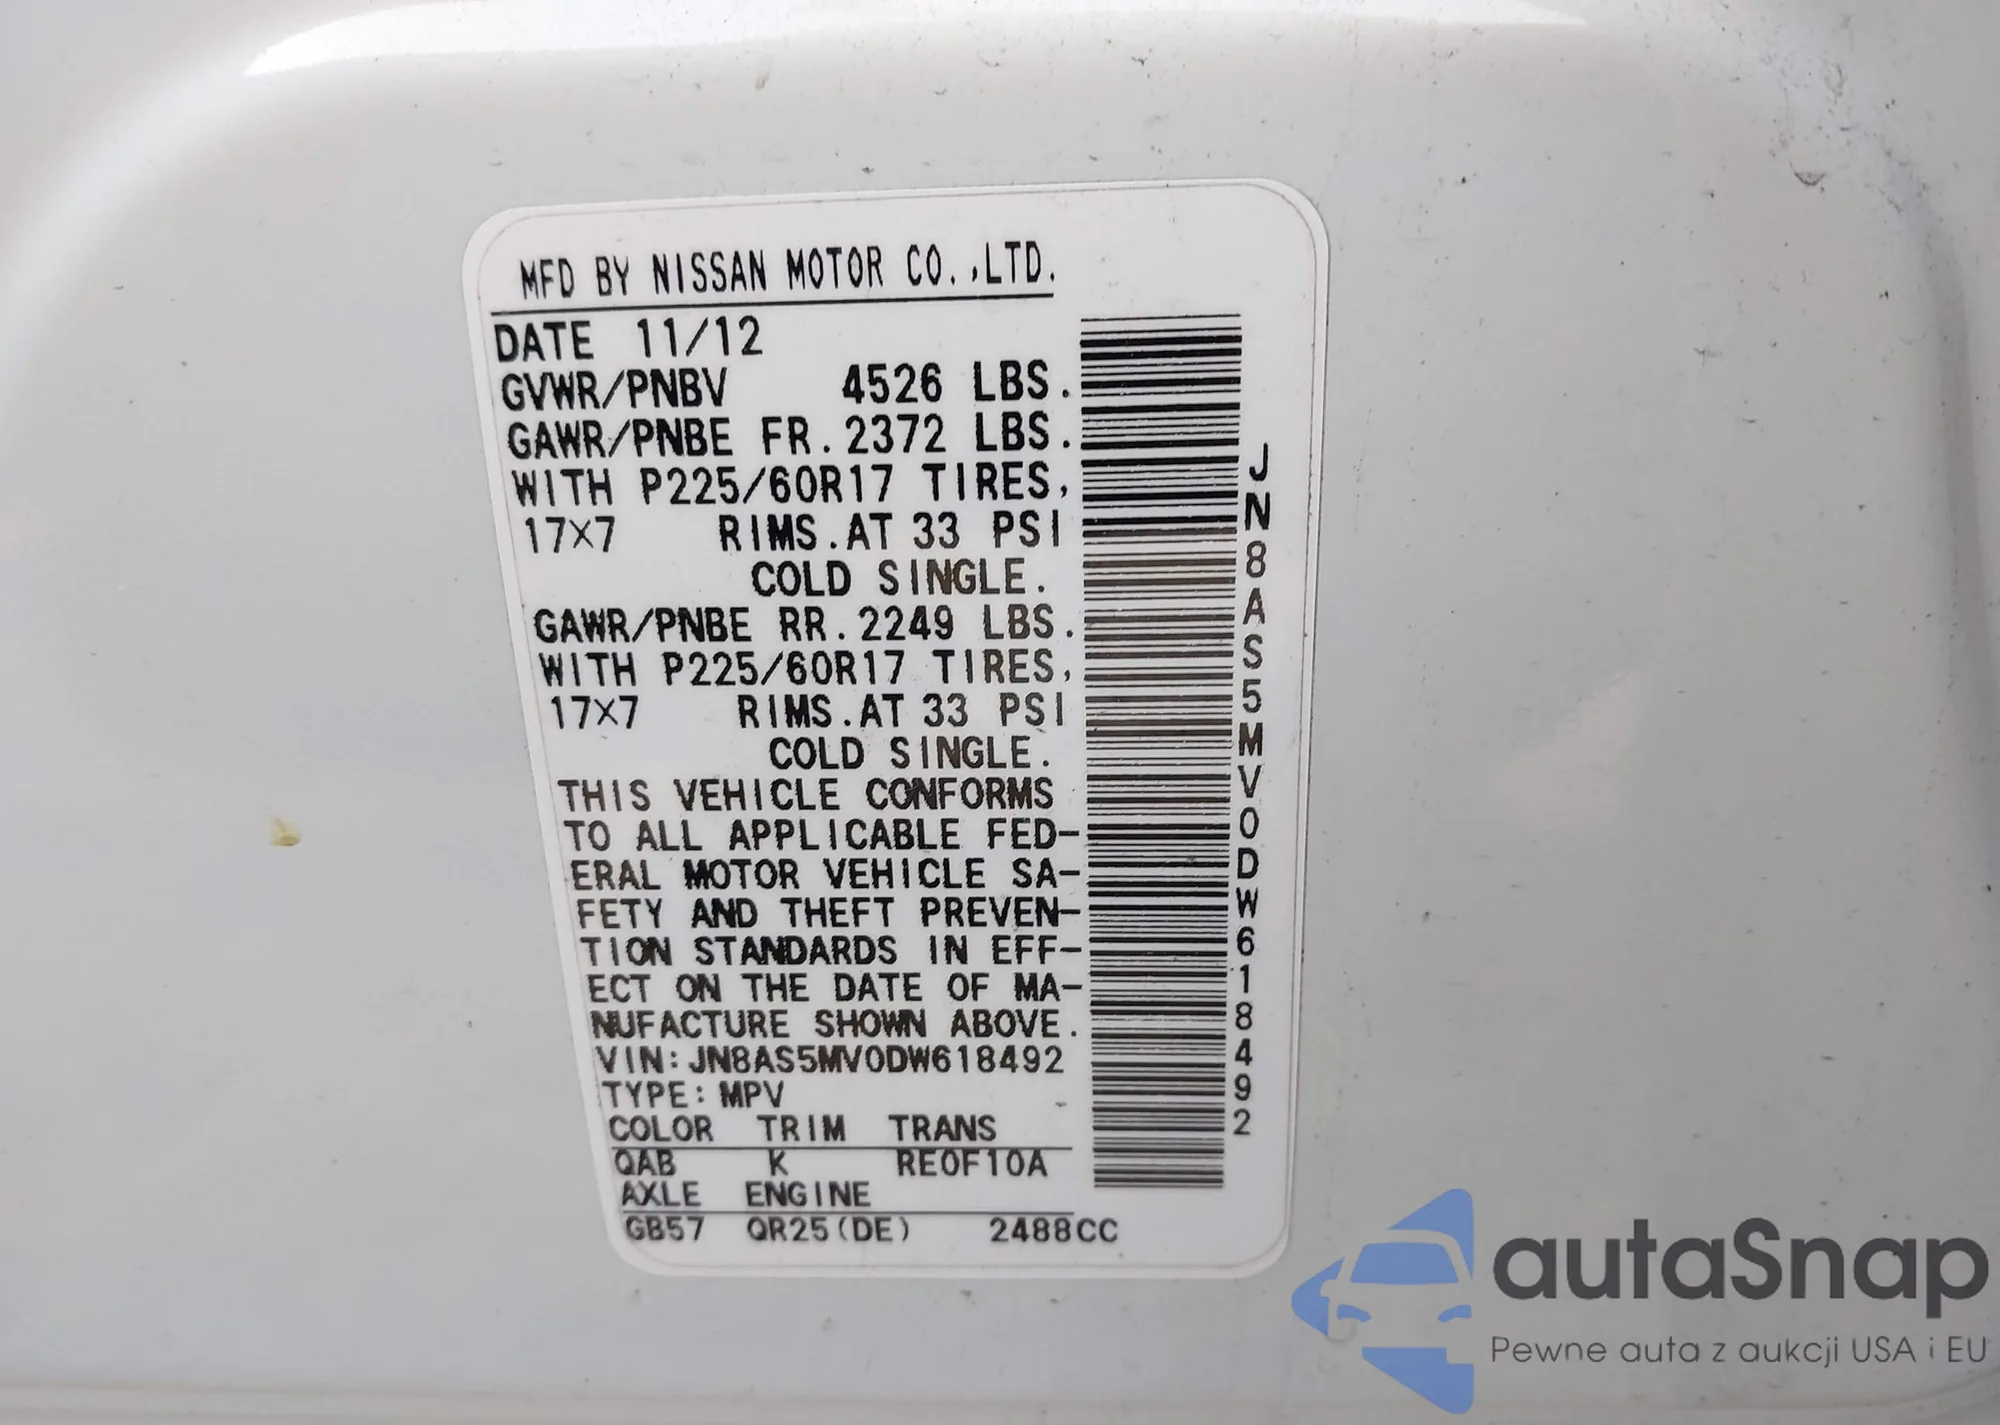 MFD BY NISSAN MOTOR CO.,LTD.
DATE 11/12
GVWR/PNBV 4526 LBS.
GAWR/PNBE FR.2372 LBS.
WITH P225/60R17 TIRES,
17×7 RIMS.AT 33 PSI
COLD SINGLE.
GAWR/PNBE RR.2249 LBS.
WITH P225/60R17 TIRES,
17×7 RIMS.AT 33 PSI
COLD SINGLE.
THIS VEHICLE CONFORMS
TO ALL APPLICABLE FED-
ERAL MOTOR VEHICLE SA-
FETY AND THEFT PREVEN-
TION STANDARDS IN EFF-
ECT ON THE DATE OF MA-
NUFACTURE SHOWN ABOVE.
VIN:JN8AS5MV0DW618492
TYPE:MPV
COLOR TRIM TRANS
QAB K RE0F10A
AXLE ENGINE
GB57 QR25(DE) 2488CC
JN8AS5MV0DW618492
autaSnap
Pewne auta z aukcji USA i EU